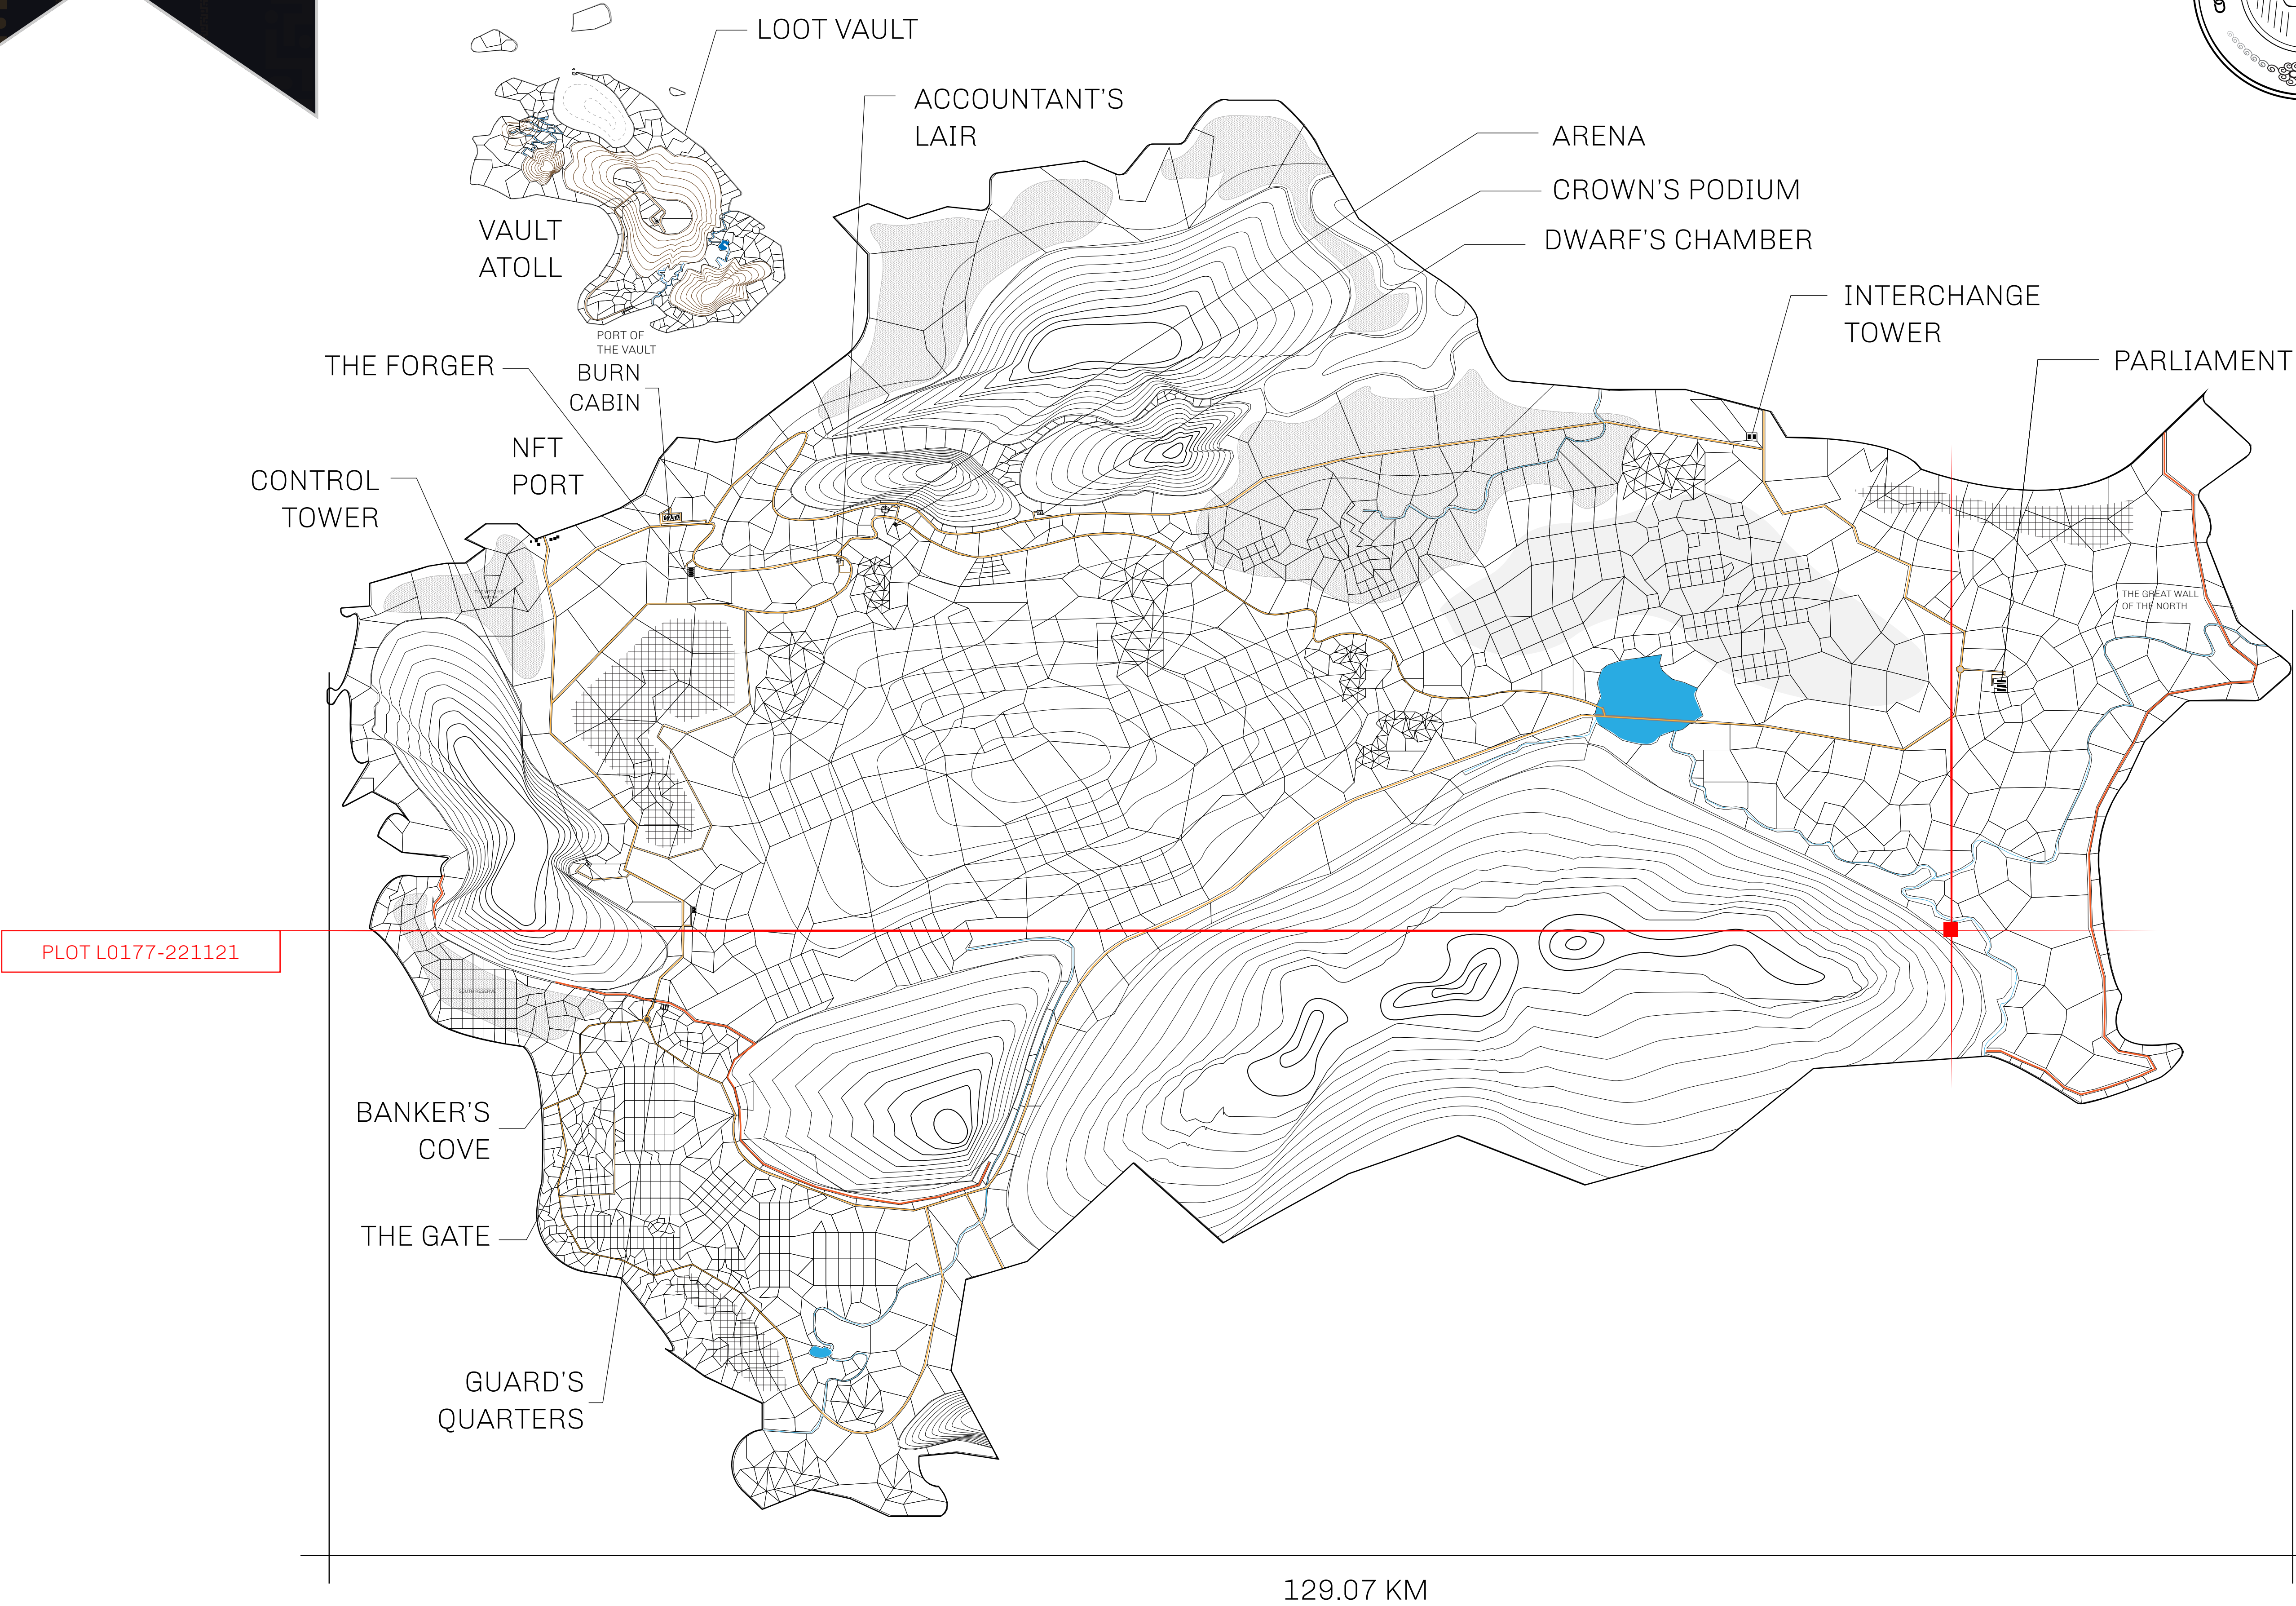 LOOT VAULT
ACCOUNTANT'S
LAIR
ARENA
CROWN'S PODIUM
DWARF'S CHAMBER
VAULT
ATOLL
INTERCHANGE
TOWER
PORT OF
THE VAULT
PARLIAMENT
THE FORGER
BURN
CABIN
NFT
PORT
CONTROL
TOWER
THE GREAT WALL
OF THE NORTH
PLOT L0177-221121
SOUTH RESERVE
BANKER'S
COVE
THE GATE
GUARD'S
QUARTERS
129.07 KM